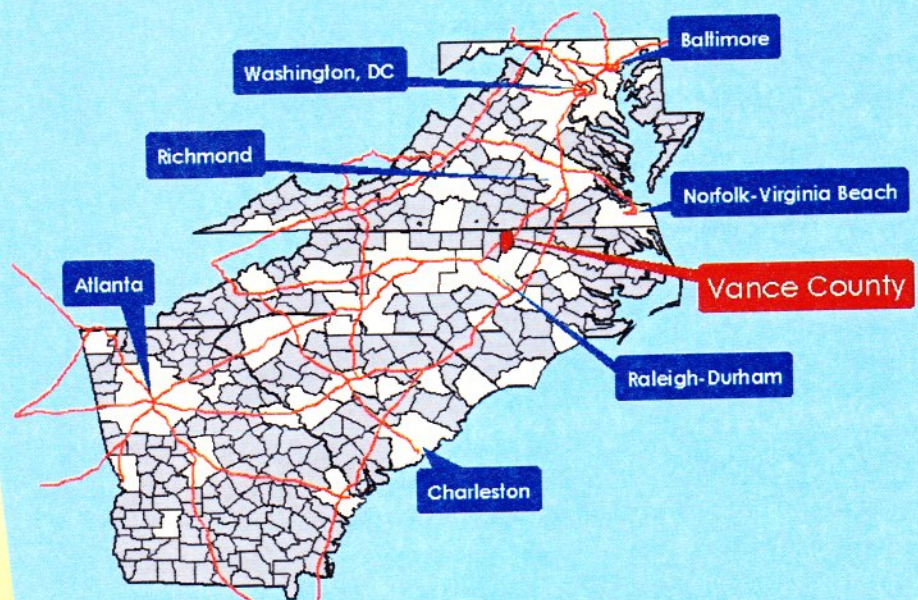 Baltimore
Washington, DC
Richmond
Norfolk-Virginia Beach
Atlanta
Vance County
Raleigh-Durham
Charleston